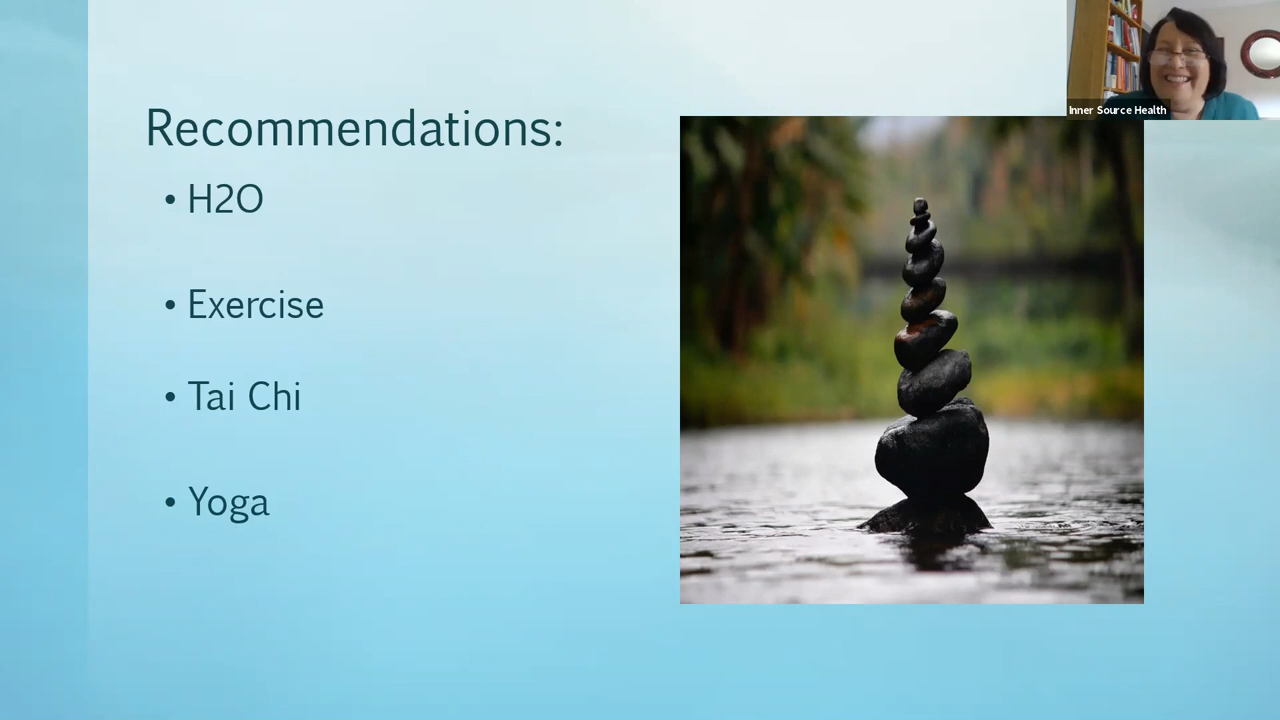 Inner Source Health
Recommendations:
• H2O
• Exercise
• Tai Chi
• Yoga